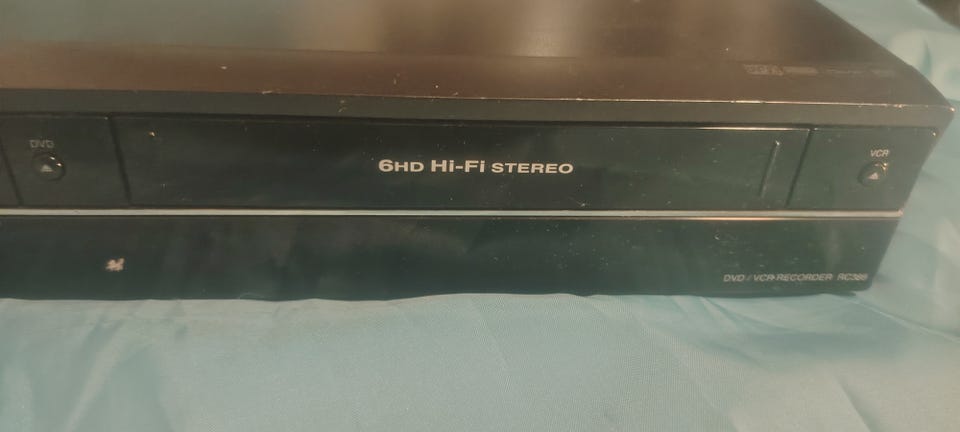 DVD
6HD Hi-Fi STEREO
VCR
DVD / VCR RECORDER RC388